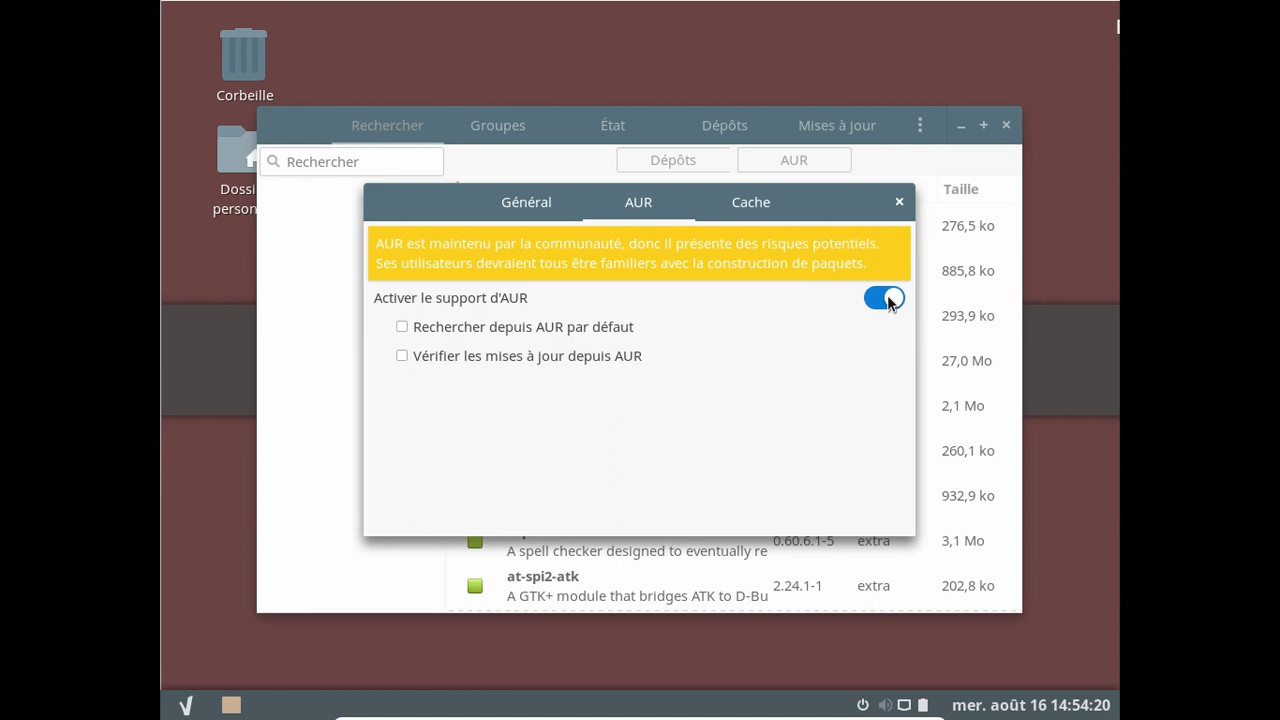 Corbeille
Dossi
person
Rechercher
Groupes
État
Dépôts
Mises à jour
Rechercher
Dépôts
AUR
Taille
Général
AUR
Cache
AUR est maintenu par la communauté, donc il présente des risques potentiels.
Ses utilisateurs devraient tous être familiers avec la construction de paquets.
Activer le support d'AUR
Rechercher depuis AUR par défaut
Vérifier les mises à jour depuis AUR
276,5 ko
885,8 ko
293,9 ko
27,0 Mo
2,1 Mo
260,1 ko
932,9 ko
0.60.6.1-5 extra 3,1 Mo
A spell checker designed to eventually re
at-spi2-atk
2.24.1-1 extra 202,8 ko
A GTK+ module that bridges ATK to D-Bu
mer. août 16 14:54:20